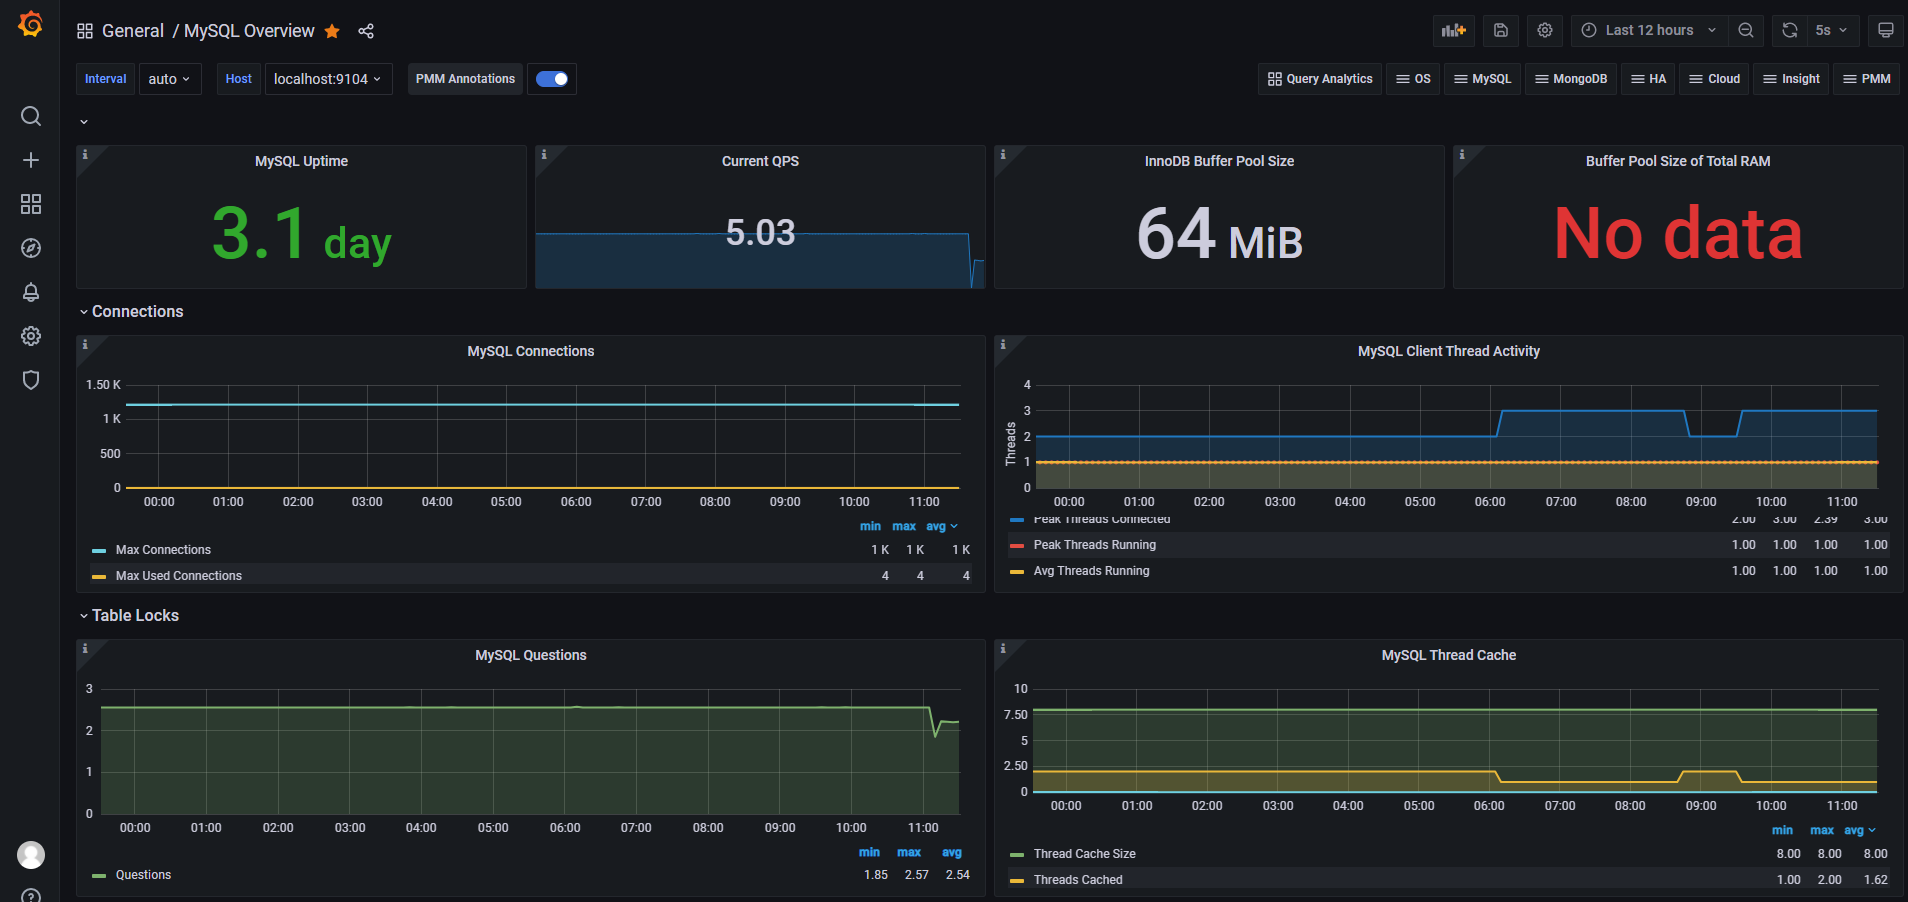 General / MySQL Overview
Last 12 hours
5s
Interval auto Host localhost:9104 PMM Annotations
Query Analytics OS MySQL MongoDB HA Cloud Insight PMM
MySQL Uptime
3.1 day
Current QPS
5.03
InnoDB Buffer Pool Size
64 MiB
Buffer Pool Size of Total RAM
No data
Connections
MySQL Connections
1.50 K
1 K
500
0
00:00 01:00 02:00 03:00 04:00 05:00 06:00 07:00 08:00 09:00 10:00 11:00
min max avg
Max Connections 1 K 1 K 1 K
Max Used Connections 4 4 4
MySQL Client Thread Activity
Threads
4
3
2
1
0
00:00 01:00 02:00 03:00 04:00 05:00 06:00 07:00 08:00 09:00 10:00 11:00
Peak Threads Connected 2.00 3.00 2.39 3.00
Peak Threads Running 1.00 1.00 1.00 1.00
Avg Threads Running 1.00 1.00 1.00 1.00
Table Locks
MySQL Questions
3
2
1
0
00:00 01:00 02:00 03:00 04:00 05:00 06:00 07:00 08:00 09:00 10:00 11:00
min max avg
Questions 1.85 2.57 2.54
MySQL Thread Cache
10
7.50
5
2.50
0
00:00 01:00 02:00 03:00 04:00 05:00 06:00 07:00 08:00 09:00 10:00 11:00
min max avg
Thread Cache Size 8.00 8.00 8.00
Threads Cached 1.00 2.00 1.62